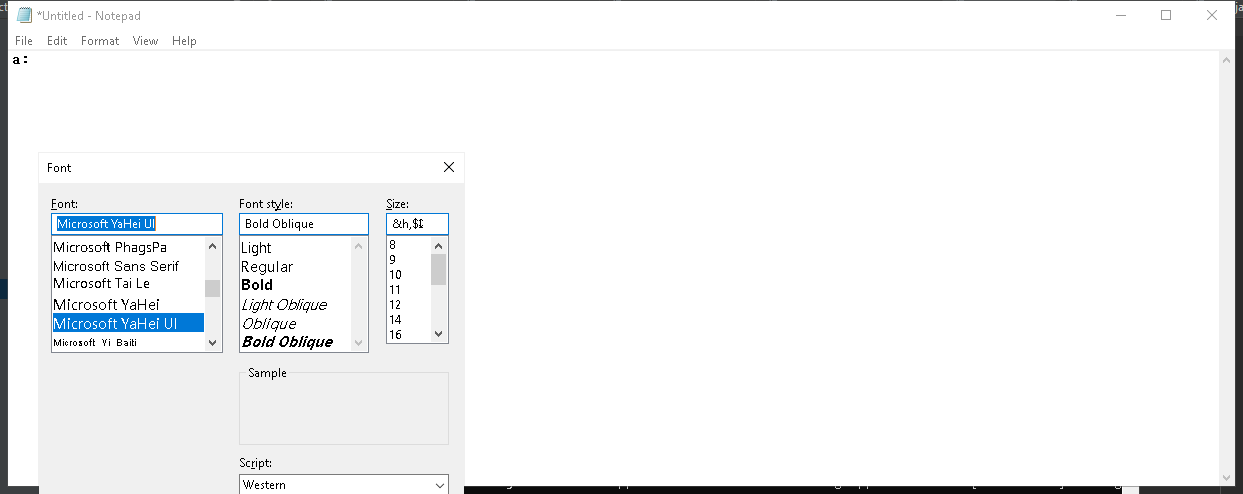 *Untitled - Notepad
File Edit Format View Help
a:
Font
Font: Font style: Size:
Microsoft YaHei UI Bold Oblique &h,$
Microsoft PhagsPa Light 8
Microsoft Sans Serif Regular 9
Microsoft Tai Le Bold 10
Microsoft YaHei Light Oblique 11
Microsoft YaHei UI Oblique 12
Microsoft Yi Baiti Bold Oblique 14
16
Sample
Script:
Western